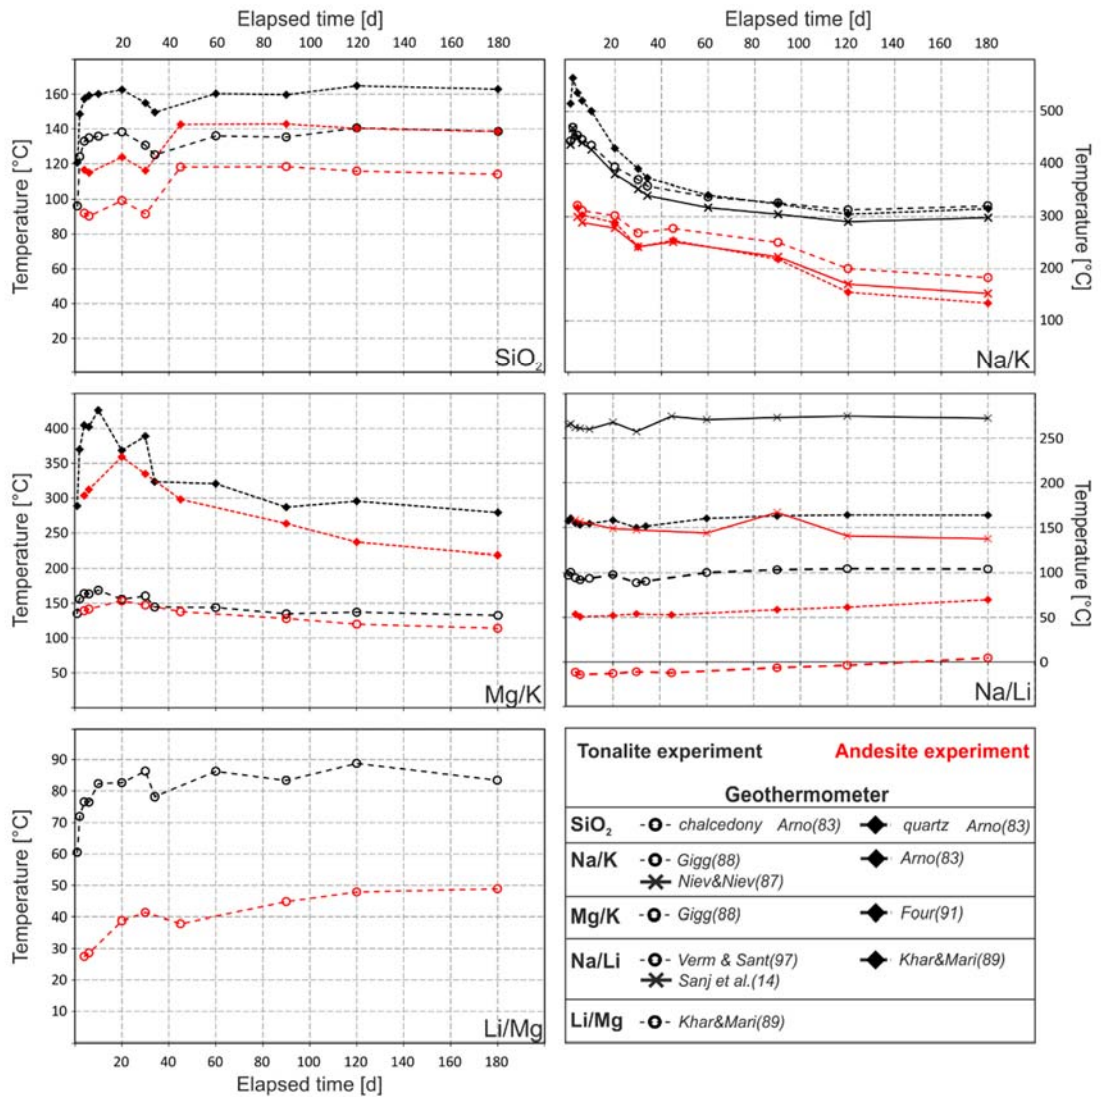 Elapsed time [d]
Elapsed time [d]
20 40 60 80 100 120 140 160 180
20 40 60 80 100 120 140 160 180
Temperature [°C]
160
140
120
100
80
60
40
20
SiO₂
500
400
300
200
100
Temperature [°C]
Na/K
Temperature [°C]
400
350
300
250
200
150
100
50
Mg/K
250
200
150
100
50
0
Temperature [°C]
Na/Li
Temperature [°C]
90
80
70
60
50
40
30
20
10
Li/Mg
20 40 60 80 100 120 140 160 180
Elapsed time [d]
Tonalite experiment Andesite experiment
Geothermometer
SiO₂ chalcedony Arno(83) quartz Arno(83)
Na/K Gigg(88) Arno(83)
Niev&Niev(87)
Mg/K Gigg(88) Four(91)
Na/Li Verm & Sant(97) Khar&Mari(89)
Sanj et al.(14)
Li/Mg Khar&Mari(89)